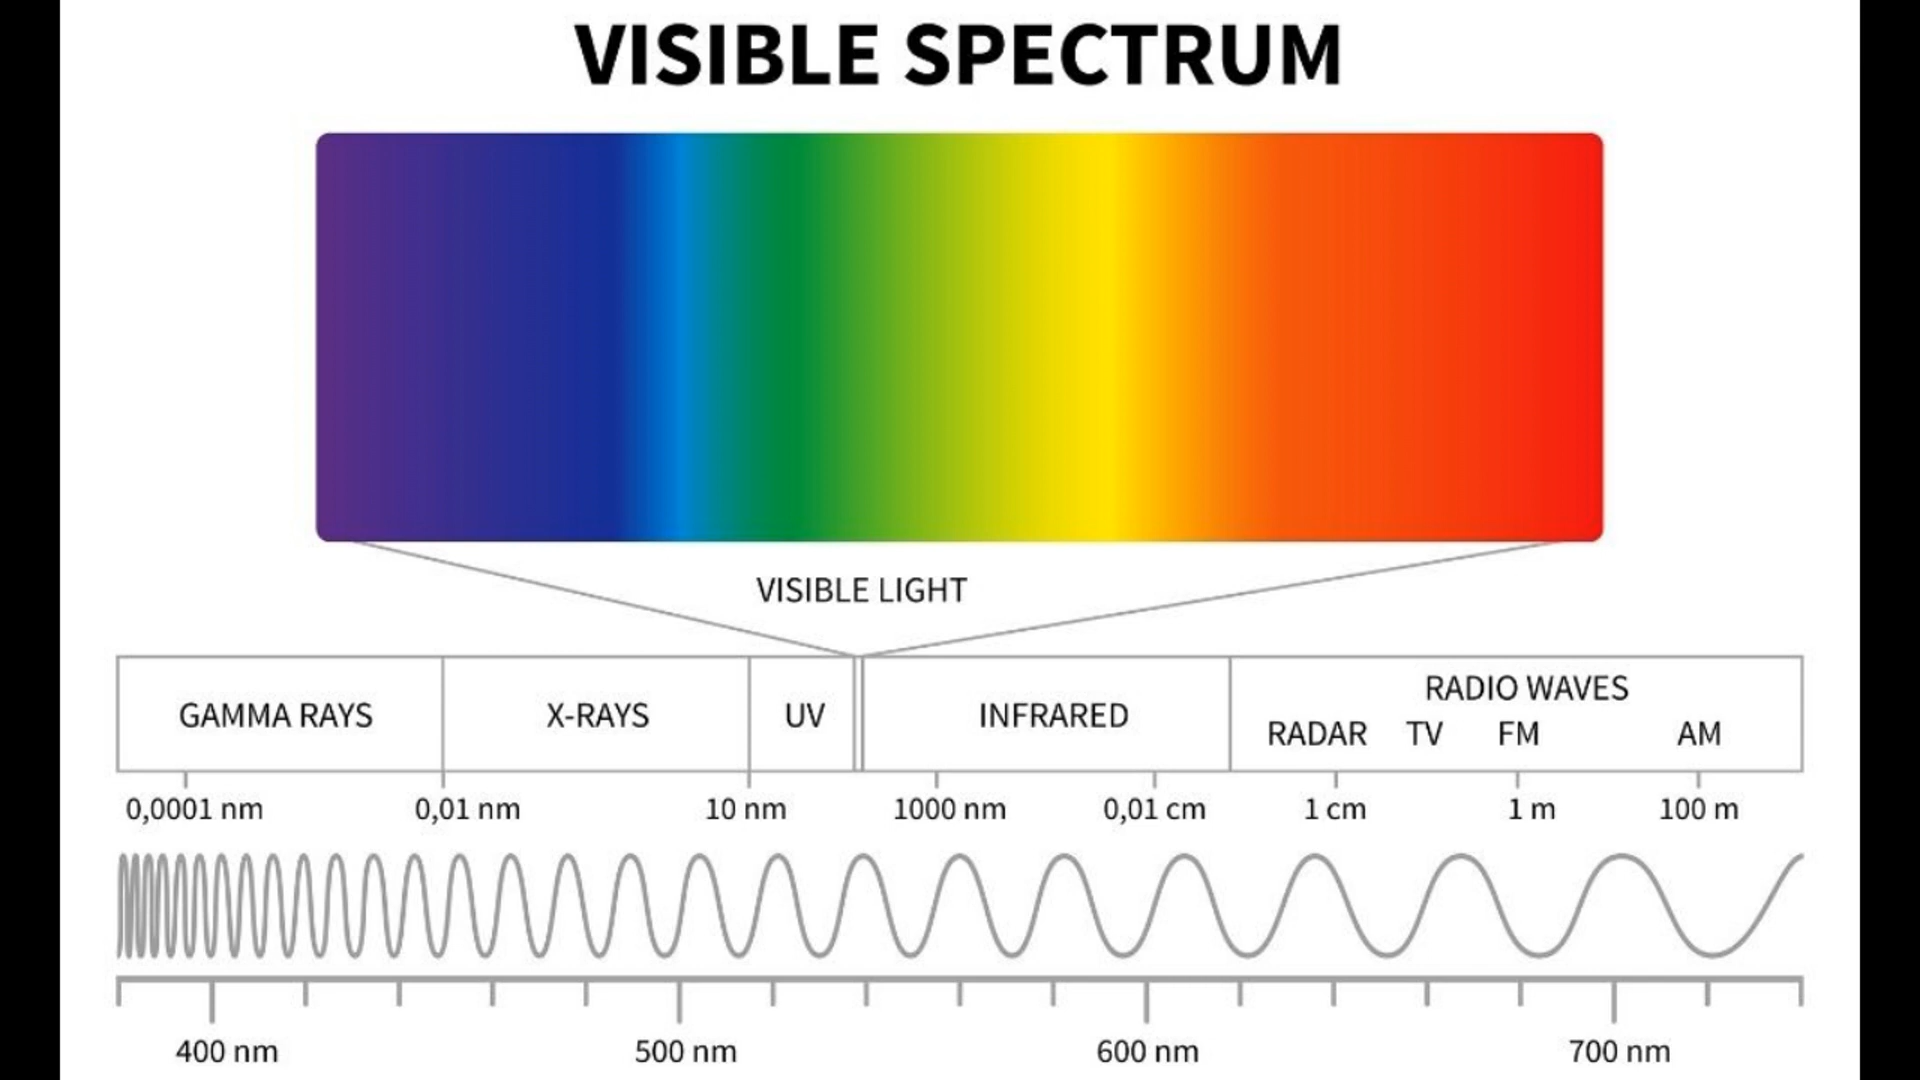 VISIBLE SPECTRUM
VISIBLE LIGHT
GAMMA RAYS
X-RAYS
UV
INFRARED
RADIO WAVES
RADAR TV FM AM
0,0001 nm 0,01 nm 10 nm 1000 nm 0,01 cm 1 cm 1 m 100 m
400 nm 500 nm 600 nm 700 nm